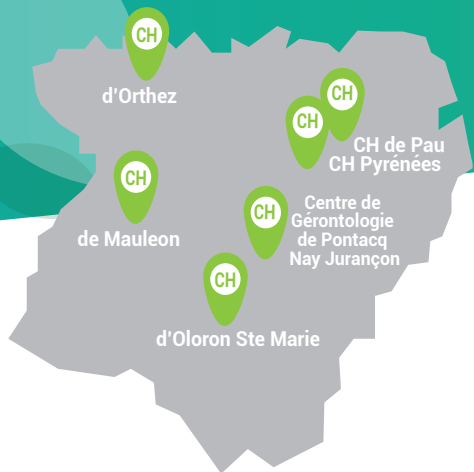 CH
d'Orthez
CH
CH
CH de Pau
CH Pyrénées
CH
de Mauleon
CH
Centre de
Gérontologie
de Pontacq
Nay Jurançon
CH
d'Oloron Ste Marie